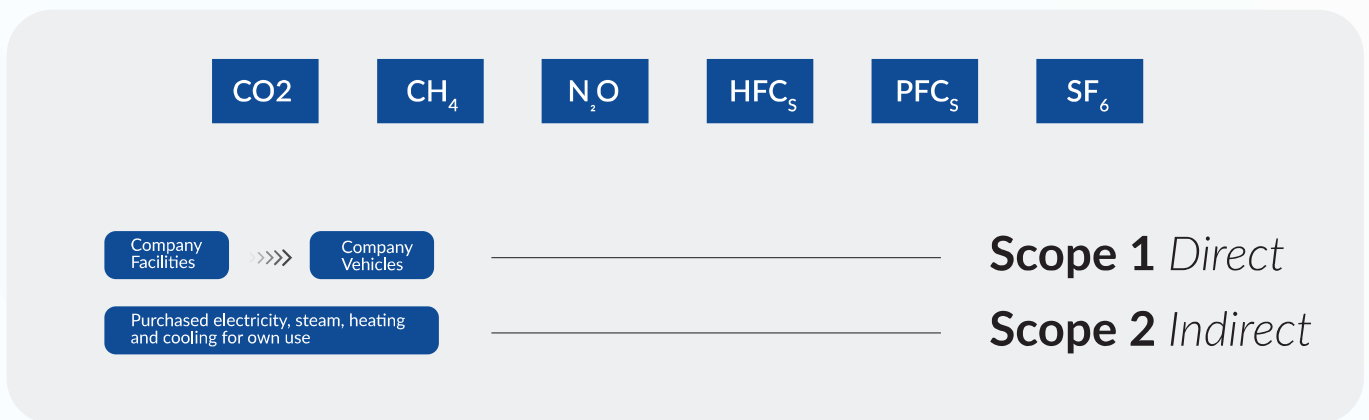 CO2 CH₄ N₂O HFCₛ PFCₛ SF₆
Company Company
Facilities Vehicles
Scope 1 Direct
Purchased electricity, steam, heating
and cooling for own use
Scope 2 Indirect